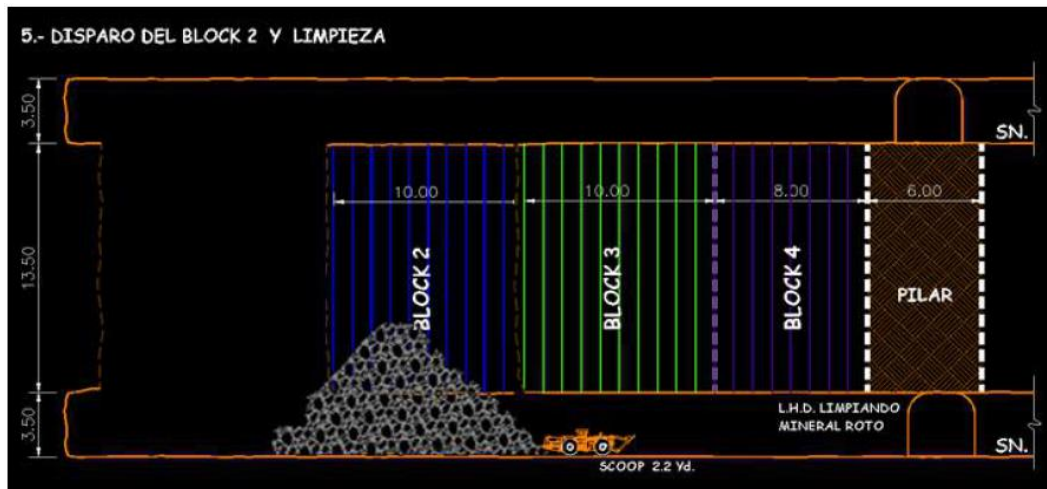 5.- DISPARO DEL BLOCK 2 Y LIMPIEZA
3.50
SN.
10.00
10.00
8.00
6.00
13.50
BLOCK 2
BLOCK 3
BLOCK 4
PILAR
3.50
L.H.D. LIMPIANDO
MINERAL ROTO
SN.
SCOOP 2.2 Yd.